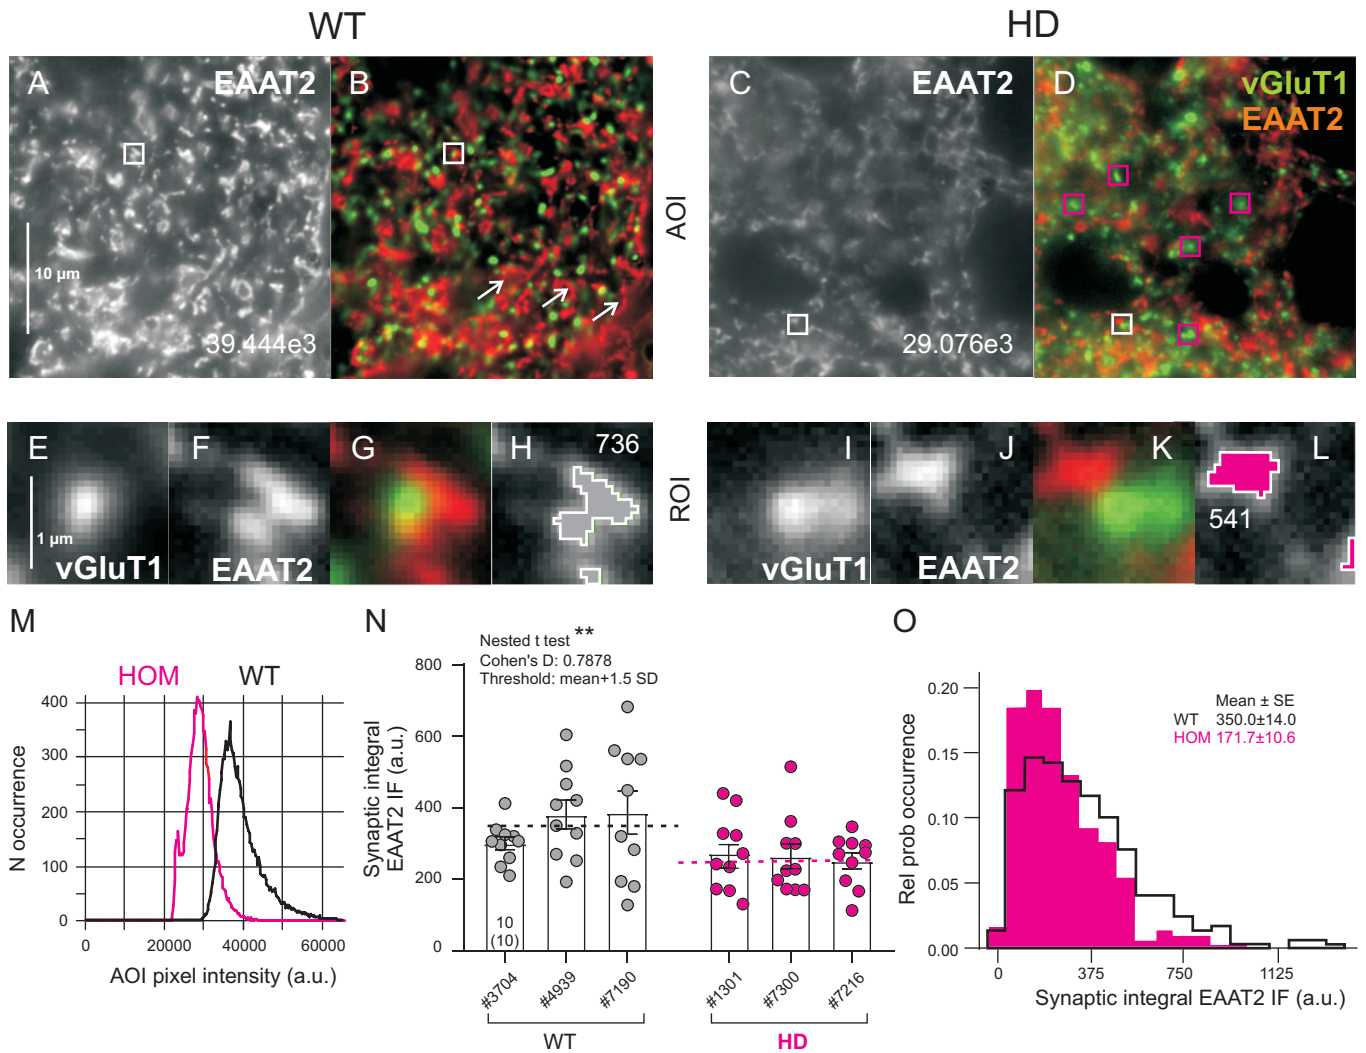 WT
HD
A
EAAT2
B
C
EAAT2
D
vGluT1
EAAT2
10 µm
39.444e3
AOI
29.076e3
E
F
G
H
736
I
J
K
L
541
1 µm
vGluT1
EAAT2
ROI
vGluT1
EAAT2
M
HOM
WT
N occurrence
400
300
200
100
0
0
20000
40000
60000
AOI pixel intensity (a.u.)
N
Nested t test **
Cohen's D: 0.7878
Threshold: mean+1.5 SD
Synaptic integral
EAAT2 IF (a.u.)
800
600
400
200
0
10
(10)
#3704
#4939
#7190
#1301
#7300
#7216
WT
HD
O
Mean ± SE
WT 350.0±14.0
HOM 171.7±10.6
Rel prob occurrence
0.20
0.15
0.10
0.05
0.00
0
375
750
1125
Synaptic integral EAAT2 IF (a.u.)